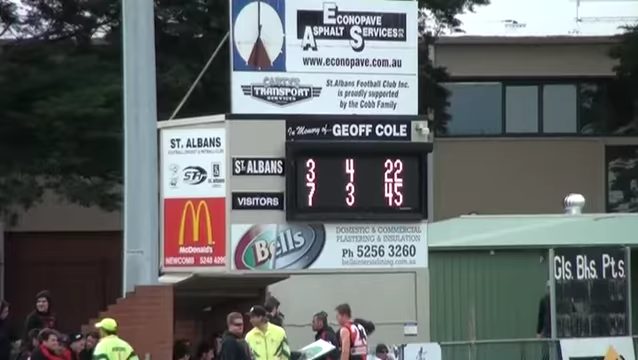 ECONOPAVE
ASPHALT SERVICES
E
A S
www.econopave.com.au
TRANSPORT
SERVICES
St.Albans Football Club Inc.
is proudly supported
by the Cobb Family
In Memory of GEOFF COLE
ST. ALBANS
ST.ALBANS 3 4 22
VISITORS 7 3 45
McDonald's
NEWCOMB
Bells
DOMESTIC & COMMERCIAL
PLASTERING & INSULATION
Ph 5256 3260
Gls. Bhs. Pts.